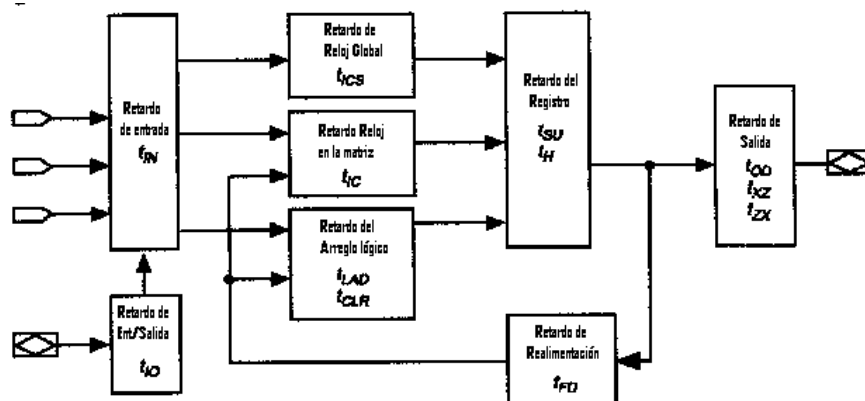 Retardo
de entrada
tIN
Retardo de
Ent/Salida
tIO
Retardo de
Reloj Global
tICS
Retardo Reloj
en la matriz
tIC
Retardo del
Arreglo lógico
tLAD
tCLR
Retardo del
Registro
tSU
tH
Retardo de
Realimentación
tFD
Retardo de
Salida
tOD
tXZ
tZX